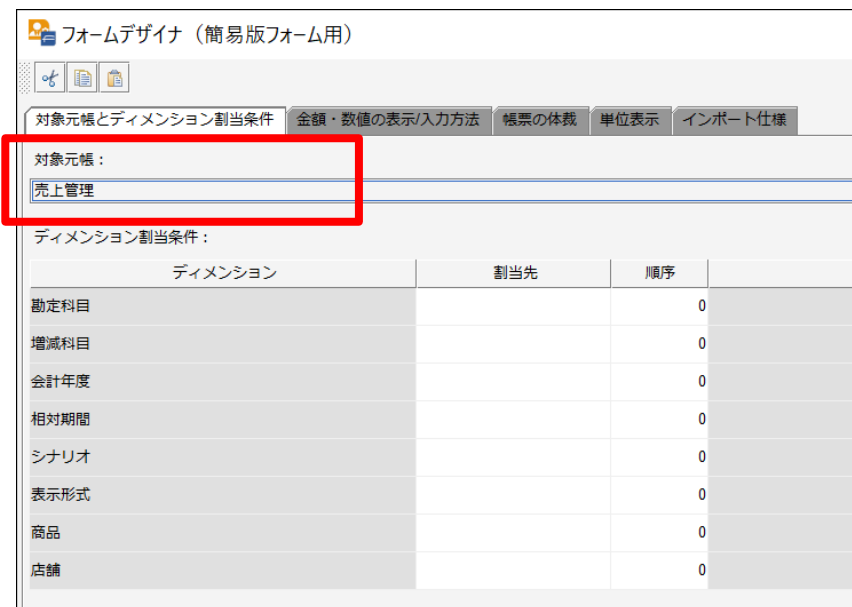 フォームデザイナ（簡易版フォーム用）
対象元帳とディメンション割当条件 金額・数値の表示/入力方法 帳票の体裁 単位表示 インポート仕様
対象元帳：
売上管理
ディメンション割当条件：
ディメンション 割当先 順序
勘定科目 0
増減科目 0
会計年度 0
相対期間 0
シナリオ 0
表示形式 0
商品 0
店舗 0